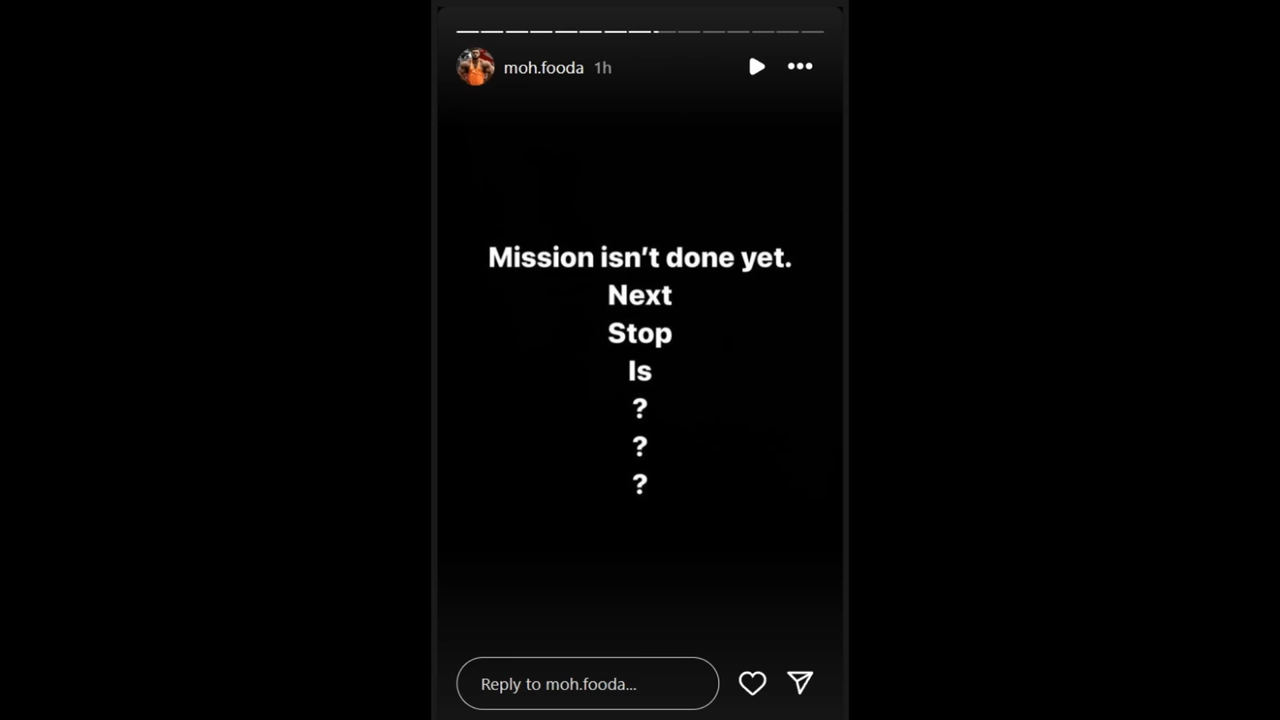 moh.fooda 1h
Mission isn’t done yet.
Next
Stop
Is
?
?
?
Reply to moh.fooda...